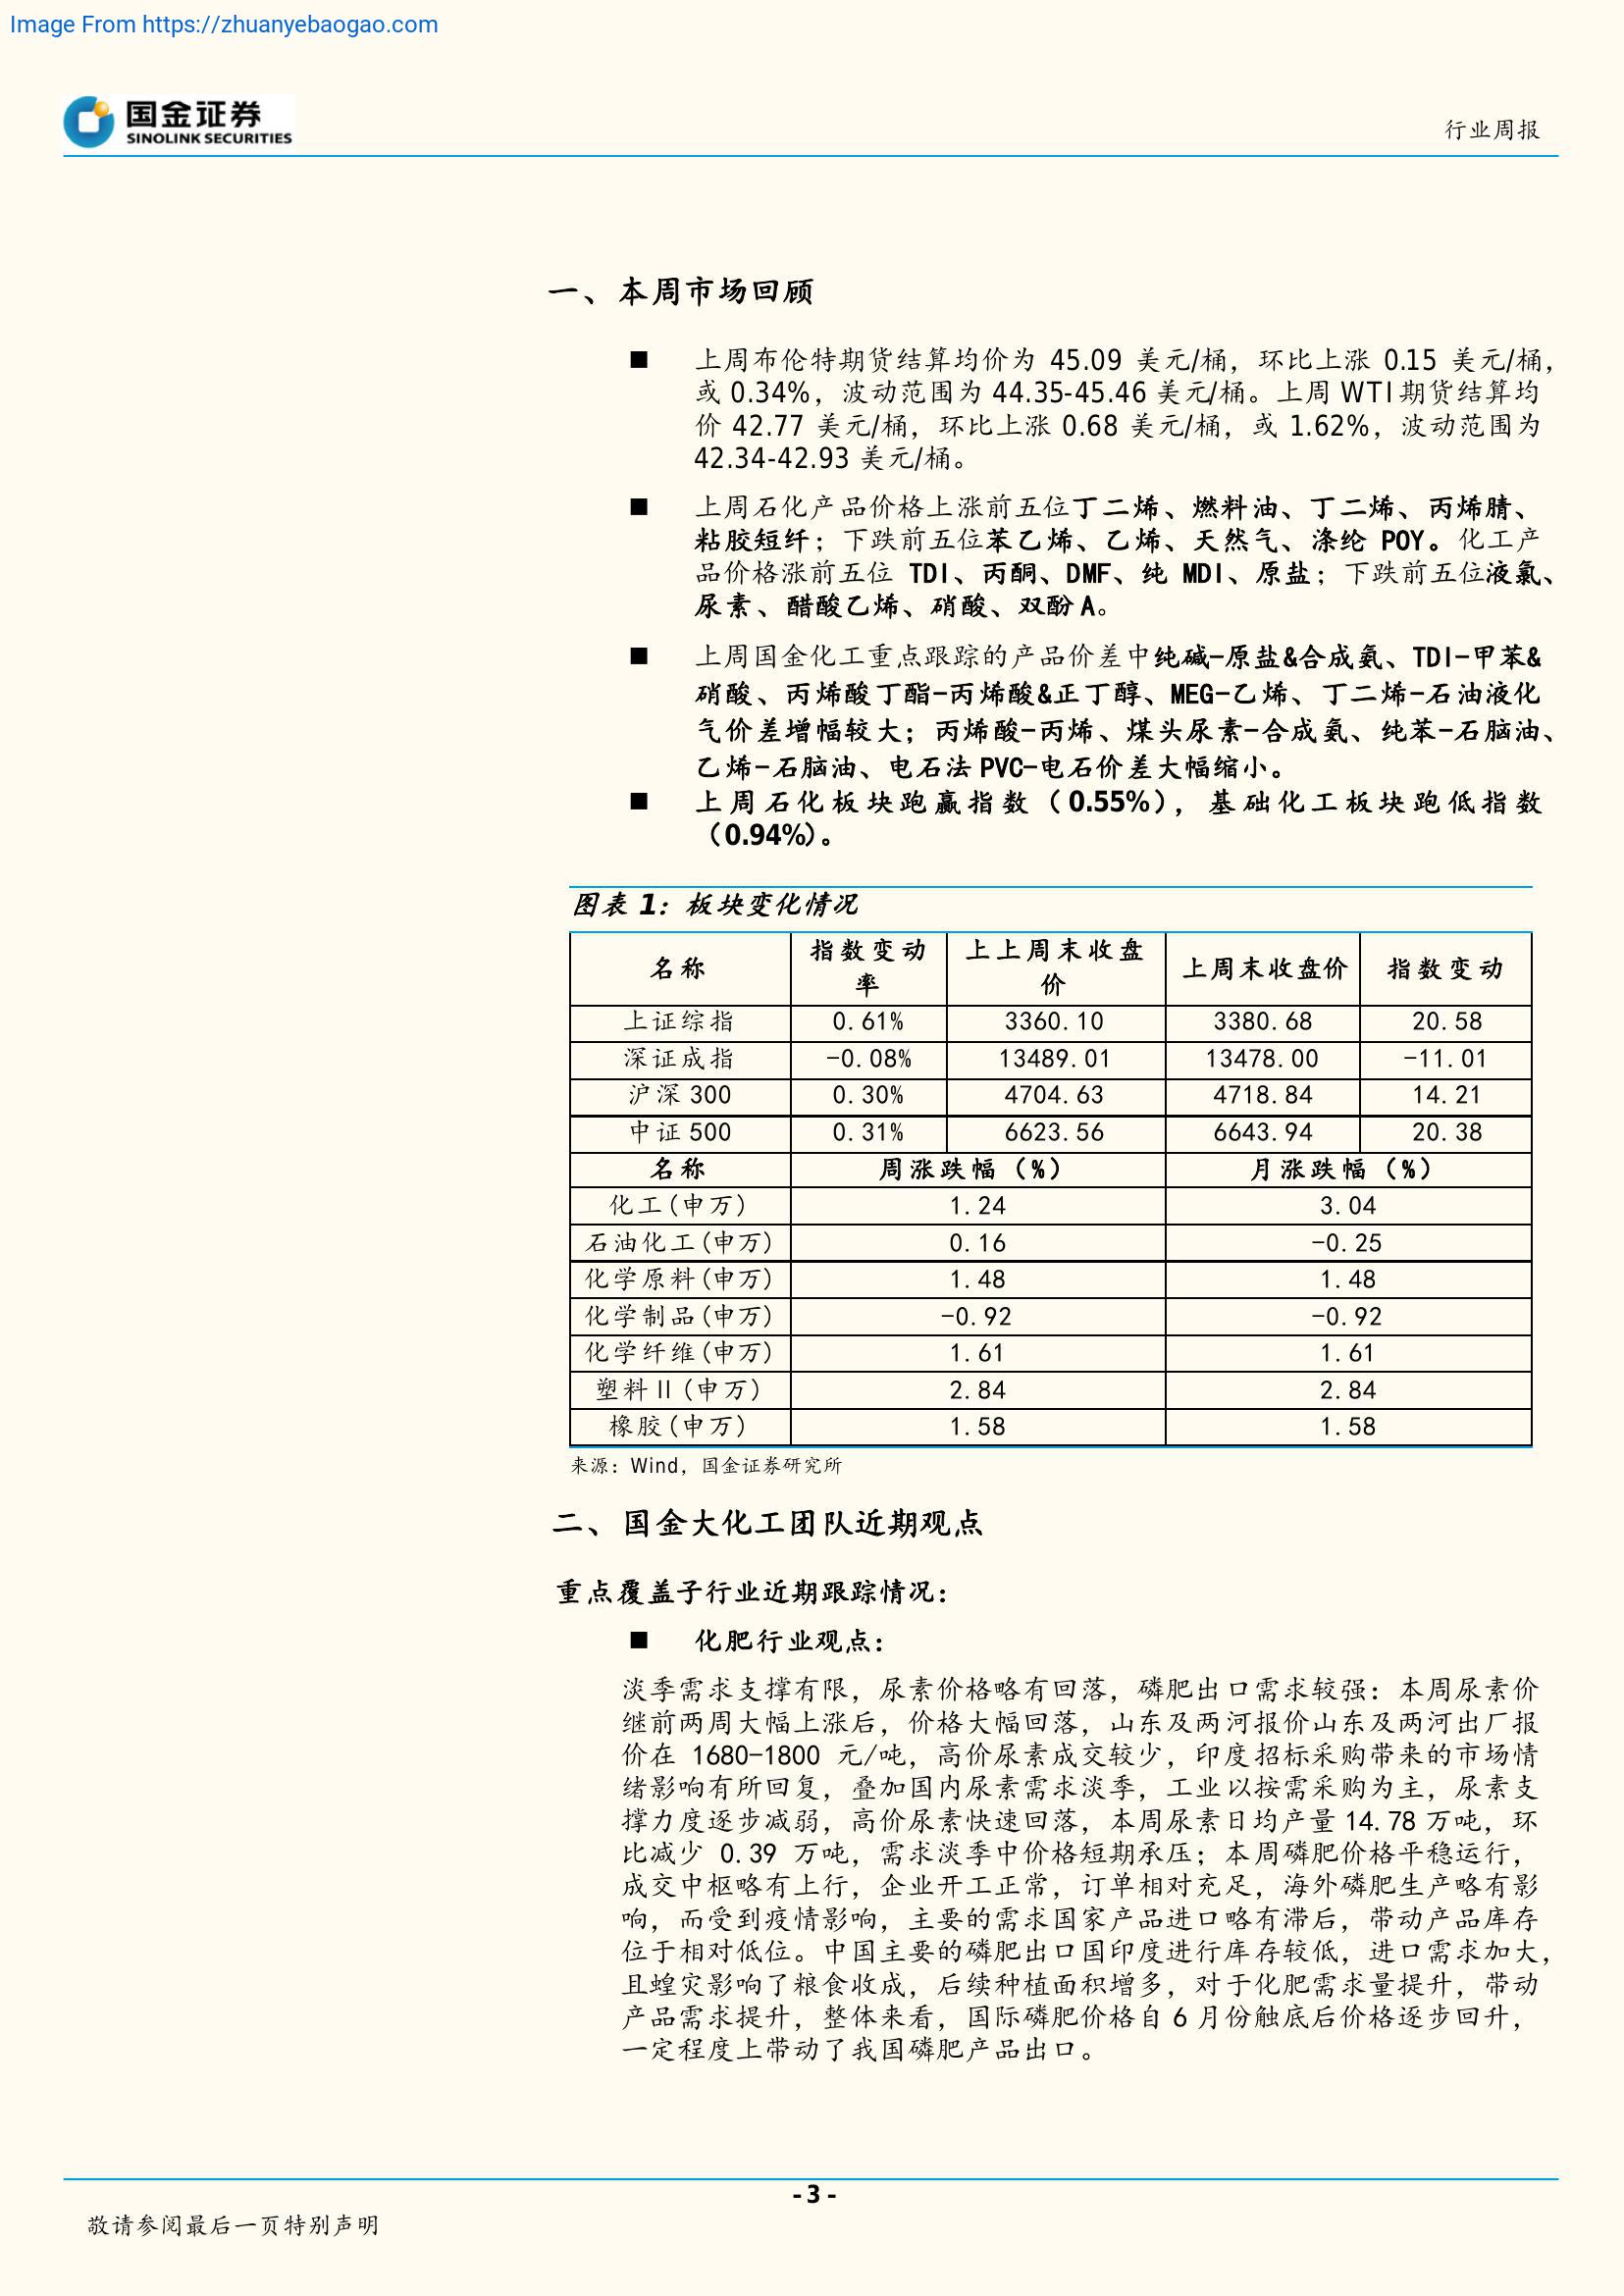 Image From https://zhuanyebaogao.com
国金证券
SINOLINK SECURITIES
行业周报
一、本周市场回顾
■ 上周布伦特期货结算均价为 45.09 美元/桶，环比上涨 0.15 美元/桶，
或 0.34%，波动范围为 44.35-45.46 美元/桶。上周 WTI 期货结算均
价 42.77 美元/桶，环比上涨 0.68 美元/桶，或 1.62%，波动范围为
42.34-42.93 美元/桶。
■ 上周石化产品价格上涨前五位丁二烯、燃料油、丁二烯、丙烯腈、
粘胶短纤；下跌前五位苯乙烯、乙烯、天然气、涤纶 POY。化工产
品价格涨前五位 TDI、丙酮、DMF、纯 MDI、原盐；下跌前五位液氯、
尿素、醋酸乙烯、硝酸、双酚 A。
■ 上周国金化工重点跟踪的产品价差中纯碱-原盐&合成氨、TDI-甲苯&
硝酸、丙烯酸丁酯-丙烯酸&正丁醇、MEG-乙烯、丁二烯-石油液化
气价差增幅较大；丙烯酸-丙烯、煤头尿素-合成氨、纯苯-石脑油、
乙烯-石脑油、电石法 PVC-电石价差大幅缩小。
■ 上周石化板块跑赢指数（0.55%），基础化工板块跑低指数
（0.94%）。
图表 1：板块变化情况
名称 指数变动率 上上周末收盘价 上周末收盘价 指数变动
上证综指 0.61% 3360.10 3380.68 20.58
深证成指 -0.08% 13489.01 13478.00 -11.01
沪深 300 0.30% 4704.63 4718.84 14.21
中证 500 0.31% 6623.56 6643.94 20.38
名称 周涨跌幅（%） 月涨跌幅（%）
化工(申万) 1.24 3.04
石油化工(申万) 0.16 -0.25
化学原料(申万) 1.48 1.48
化学制品(申万) -0.92 -0.92
化学纤维(申万) 1.61 1.61
塑料Ⅱ(申万) 2.84 2.84
橡胶(申万) 1.58 1.58
来源：Wind，国金证券研究所
二、国金大化工团队近期观点
重点覆盖子行业近期跟踪情况：
■ 化肥行业观点：
淡季需求支撑有限，尿素价格略有回落，磷肥出口需求较强：本周尿素价
继前两周大幅上涨后，价格大幅回落，山东及两河报价山东及两河出厂报
价在 1680-1800 元/吨，高价尿素成交较少，印度招标采购带来的市场情
绪影响有所回复，叠加国内尿素需求淡季，工业以按需采购为主，尿素支
撑力度逐步减弱，高价尿素快速回落，本周尿素日均产量 14.78 万吨，环
比减少 0.39 万吨，需求淡季中价格短期承压；本周磷肥价格平稳运行，
成交中枢略有上行，企业开工正常，订单相对充足，海外磷肥生产略有影
响，而受到疫情影响，主要的需求国家产品进口略有滞后，带动产品库存
位于相对低位。中国主要的磷肥出口国印度进行库存较低，进口需求加大，
且蝗灾影响了粮食收成，后续种植面积增多，对于化肥需求量提升，带动
产品需求提升，整体来看，国际磷肥价格自 6 月份触底后价格逐步回升，
一定程度上带动了我国磷肥产品出口。
- 3 -
敬请参阅最后一页特别声明